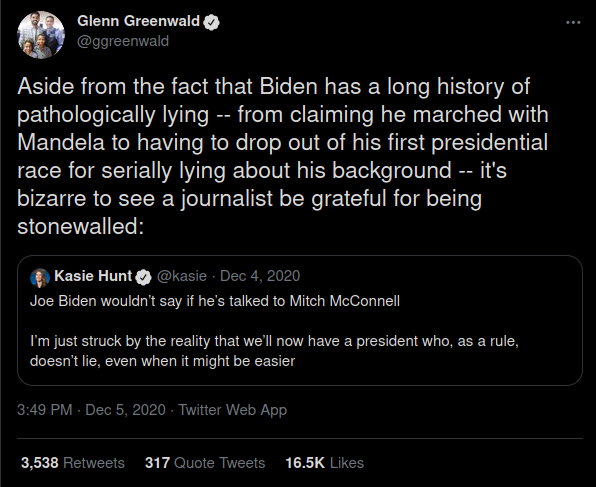 Glenn Greenwald
@ggreenwald
Aside from the fact that Biden has a long history of
pathologically lying -- from claiming he marched with
Mandela to having to drop out of his first presidential
race for serially lying about his background -- it's
bizarre to see a journalist be grateful for being
stonewalled:
Kasie Hunt @kasie · Dec 4, 2020
Joe Biden wouldn't say if he's talked to Mitch McConnell
I'm just struck by the reality that we'll now have a president who, as a rule,
doesn't lie, even when it might be easier
3:49 PM · Dec 5, 2020 · Twitter Web App
3,538 Retweets 317 Quote Tweets 16.5K Likes